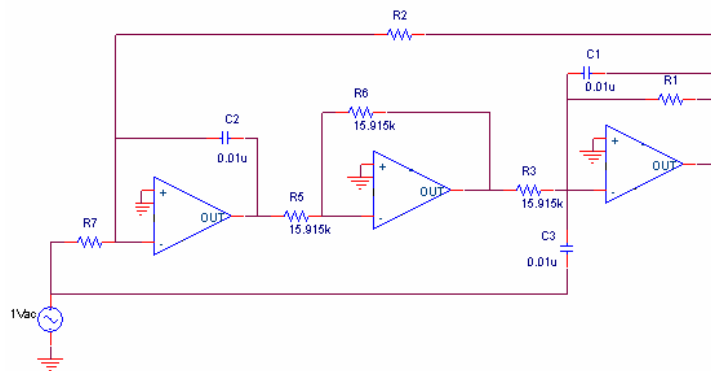 R2
C1
0.01u
R1
R6
15.915k
C2
0.01u
+
-
OUT
R5
15.915k
+
-
OUT
R3
15.915k
+
-
OUT
R7
C3
0.01u
1Vac